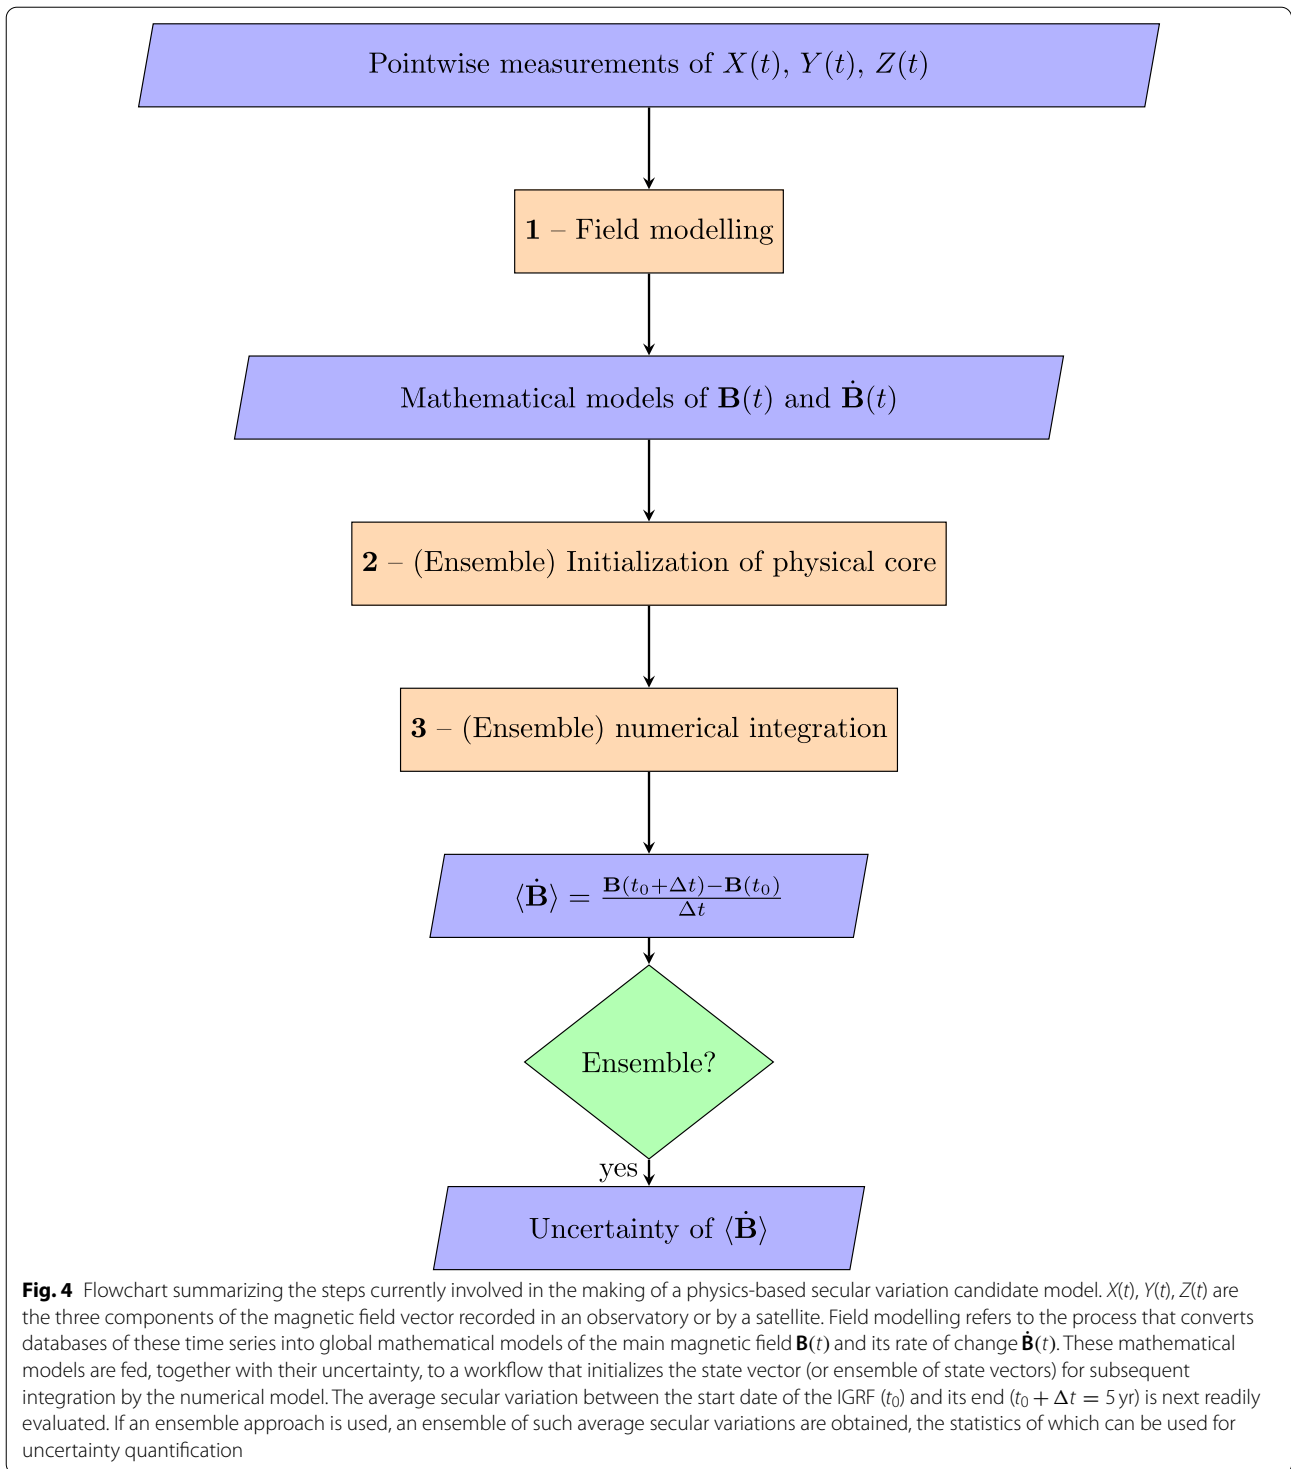 Pointwise measurements of X(t), Y(t), Z(t)
1 – Field modelling
Mathematical models of B(t) and Ḃ(t)
2 – (Ensemble) Initialization of physical core
3 – (Ensemble) numerical integration
⟨Ḃ⟩ = B(t₀+Δt)−B(t₀) / Δt
Ensemble?
yes
Uncertainty of ⟨Ḃ⟩
Fig. 4 Flowchart summarizing the steps currently involved in the making of a physics-based secular variation candidate model. X(t), Y(t), Z(t) are
the three components of the magnetic field vector recorded in an observatory or by a satellite. Field modelling refers to the process that converts
databases of these time series into global mathematical models of the main magnetic field B(t) and its rate of change Ḃ(t). These mathematical
models are fed, together with their uncertainty, to a workflow that initializes the state vector (or ensemble of state vectors) for subsequent
integration by the numerical model. The average secular variation between the start date of the IGRF (t₀) and its end (t₀ + Δt = 5 yr) is next readily
evaluated. If an ensemble approach is used, an ensemble of such average secular variations are obtained, the statistics of which can be used for
uncertainty quantification